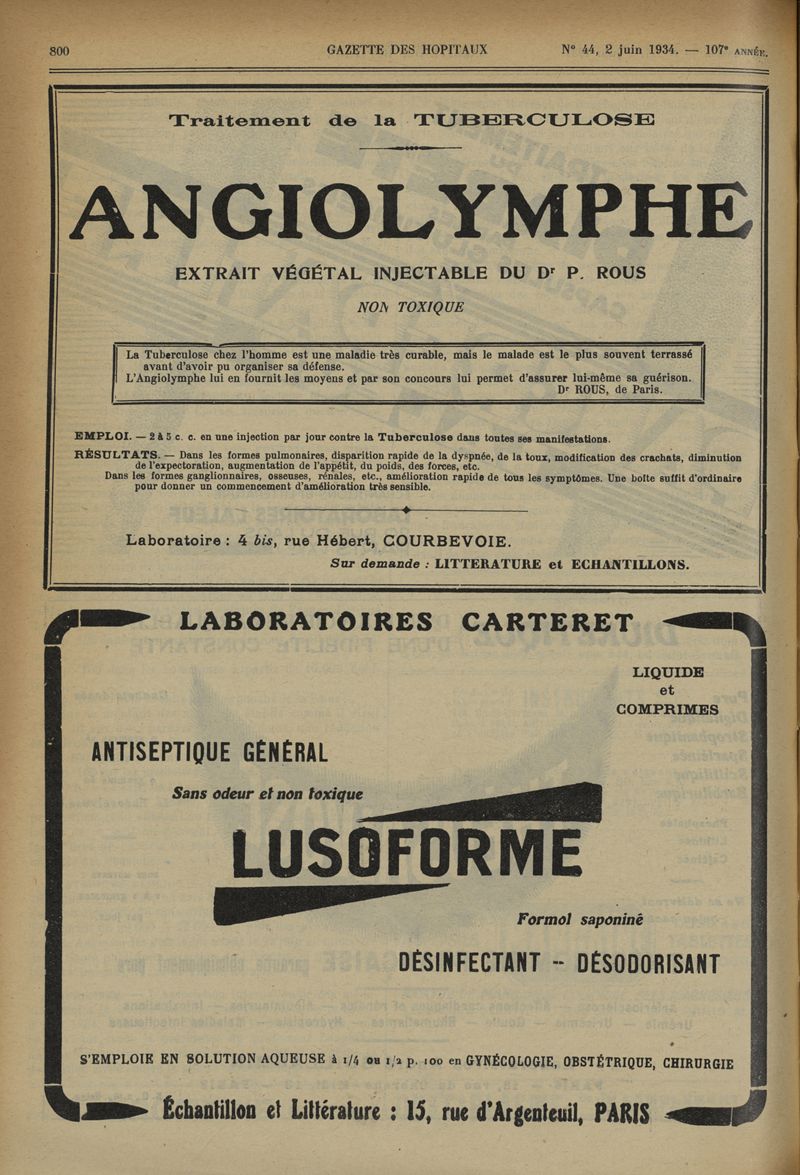 800 GAZETTE DES HOPITAUX N° 44, 2 juin 1934. — 107e ANNÉE.
Traitement de la TUBERCULOSE
ANGIOLYMPHE
EXTRAIT VÉGÉTAL INJECTABLE DU Dr P. ROUS
NON TOXIQUE
La Tuberculose chez l'homme est une maladie très curable, mais le malade est le plus souvent terrassé
avant d'avoir pu organiser sa défense.
L'Angiolymphe lui en fournit les moyens et par son concours lui permet d'assurer lui-même sa guérison.
Dr ROUS, de Paris.
EMPLOI. — 2 à 5 c. c. en une injection par jour contre la Tuberculose dans toutes ses manifestations.
RÉSULTATS. — Dans les formes pulmonaires, disparition rapide de la dyspnée, de la toux, modification des crachats, diminution
de l'expectoration, augmentation de l'appétit, du poids, des forces, etc.
Dans les formes ganglionnaires, osseuses, rénales, etc., amélioration rapide de tous les symptômes. Une boîte suffit d'ordinaire
pour donner un commencement d'amélioration très sensible.
Laboratoire : 4 bis, rue Hébert, COURBEVOIE.
Sur demande : LITTERATURE et ECHANTILLONS.
LABORATOIRES CARTERET
LIQUIDE
et
COMPRIMES
ANTISEPTIQUE GÉNÉRAL
Sans odeur et non toxique
LUSOFORME
Formol saponiné
DÉSINFECTANT -- DÉSODORISANT
S'EMPLOIE EN SOLUTION AQUEUSE à 1/4 ou 1/2 p. 100 en GYNÉCOLOGIE, OBSTÉTRIQUE, CHIRURGIE
Échantillon et Littérature : 15, rue d'Argenteuil, PARIS